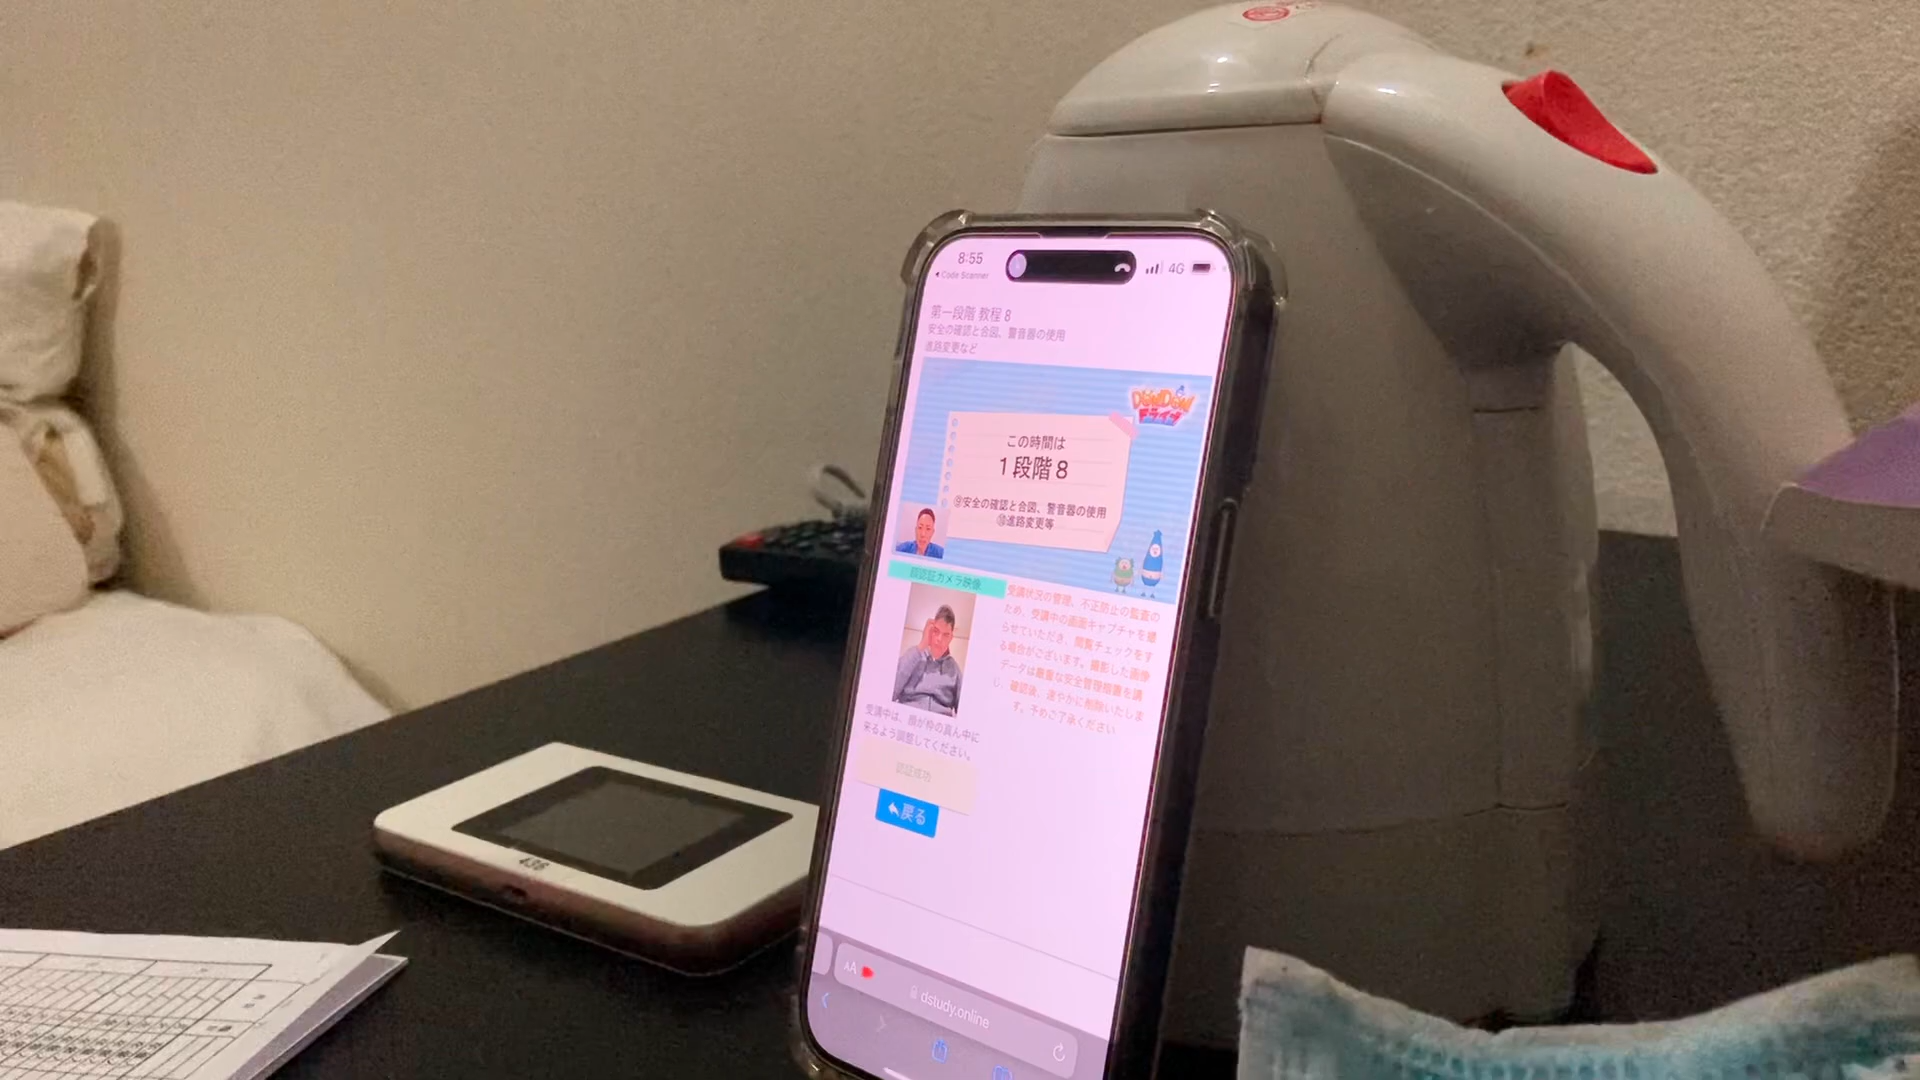 8:55
Code Scanner
4G
第一段階 教程 8
安全の確認と合図、警音器の使用
進路変更など
この時間は
1段階 8
⑨安全の確認と合図、警音器の使用
⑩進路変更等
顔認証カメラ映像
受講状況の管理、不正防止の監査の
ため、受講中の画面キャプチャを撮
らせていただき、閲覧チェックをす
る場合がございます。撮影した画像
データは厳重な安全管理措置を講
じ、確認後、速やかに削除いたしま
す。予めご了承ください
受講中は、顔が枠の真ん中に
来るよう調整してください。
認証成功
戻る
AA
dstudy.online
436